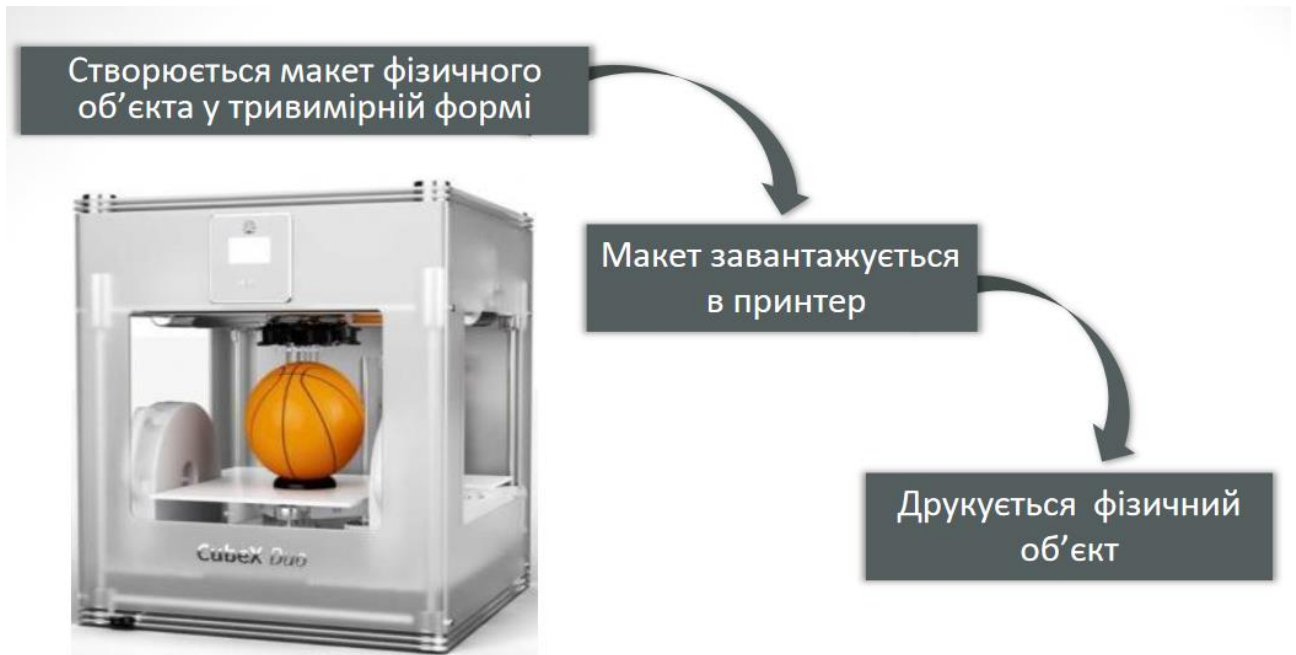 Створюється макет фізичного
об’єкта у тривимірній формі
Макет завантажується
в принтер
Друкується фізичний
об’єкт
CubeX Duo